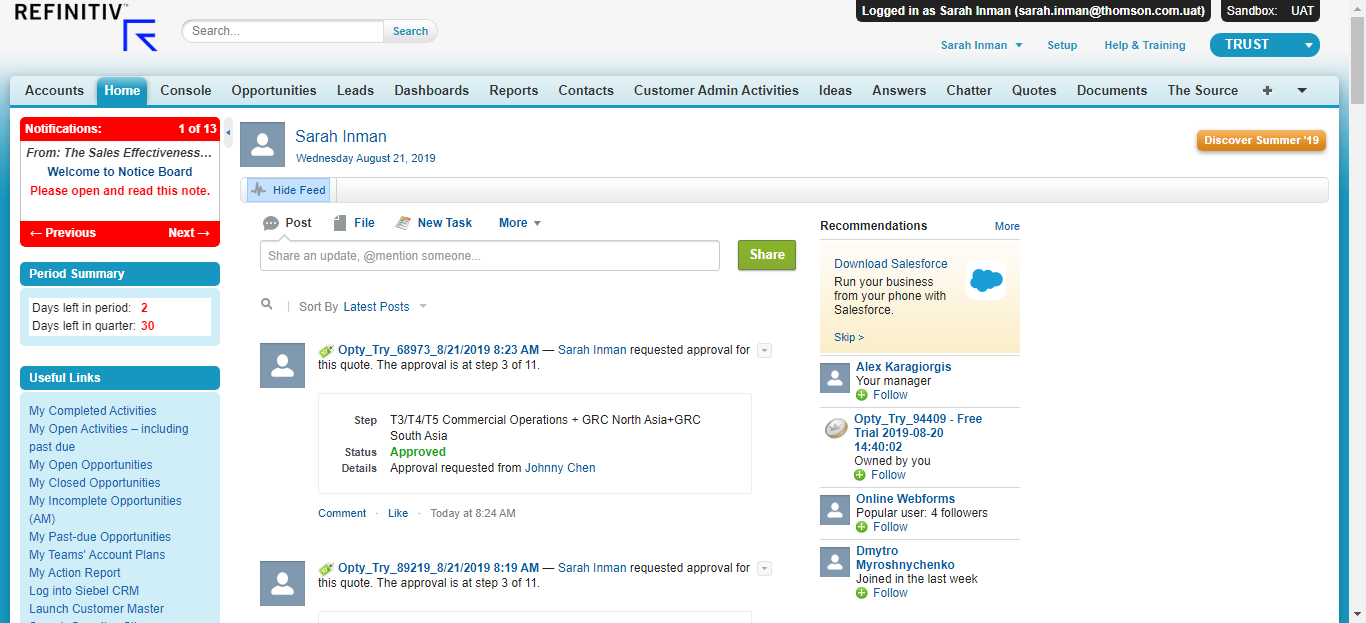 REFINITIV™
Search...
Search
Logged in as Sarah Inman (sarah.inman@thomson.com.uat)
Sandbox: UAT
Sarah Inman
Setup
Help & Training
TRUST
Accounts
Home
Console
Opportunities
Leads
Dashboards
Reports
Contacts
Customer Admin Activities
Ideas
Answers
Chatter
Quotes
Documents
The Source
Notifications: 1 of 13
From: The Sales Effectiveness...
Welcome to Notice Board
Please open and read this note.
← Previous
Next →
Period Summary
Days left in period: 2
Days left in quarter: 30
Useful Links
My Completed Activities
My Open Activities – including
past due
My Open Opportunities
My Closed Opportunities
My Incomplete Opportunities
(AM)
My Past-due Opportunities
My Teams' Account Plans
My Action Report
Log into Siebel CRM
Launch Customer Master
Sarah Inman
Wednesday August 21, 2019
Discover Summer '19
Hide Feed
Post
File
New Task
More
Share an update, @mention someone...
Share
Sort By Latest Posts
Opty_Try_68973_8/21/2019 8:23 AM — Sarah Inman requested approval for
this quote. The approval is at step 3 of 11.
Step T3/T4/T5 Commercial Operations + GRC North Asia+GRC
South Asia
Status Approved
Details Approval requested from Johnny Chen
Comment · Like · Today at 8:24 AM
Opty_Try_89219_8/21/2019 8:19 AM — Sarah Inman requested approval for
this quote. The approval is at step 3 of 11.
Recommendations
More
Download Salesforce
Run your business
from your phone with
Salesforce.
Skip >
Alex Karagiorgis
Your manager
Follow
Opty_Try_94409 - Free
Trial 2019-08-20
14:40:02
Owned by you
Follow
Online Webforms
Popular user: 4 followers
Follow
Dmytro
Myroshnychenko
Joined in the last week
Follow